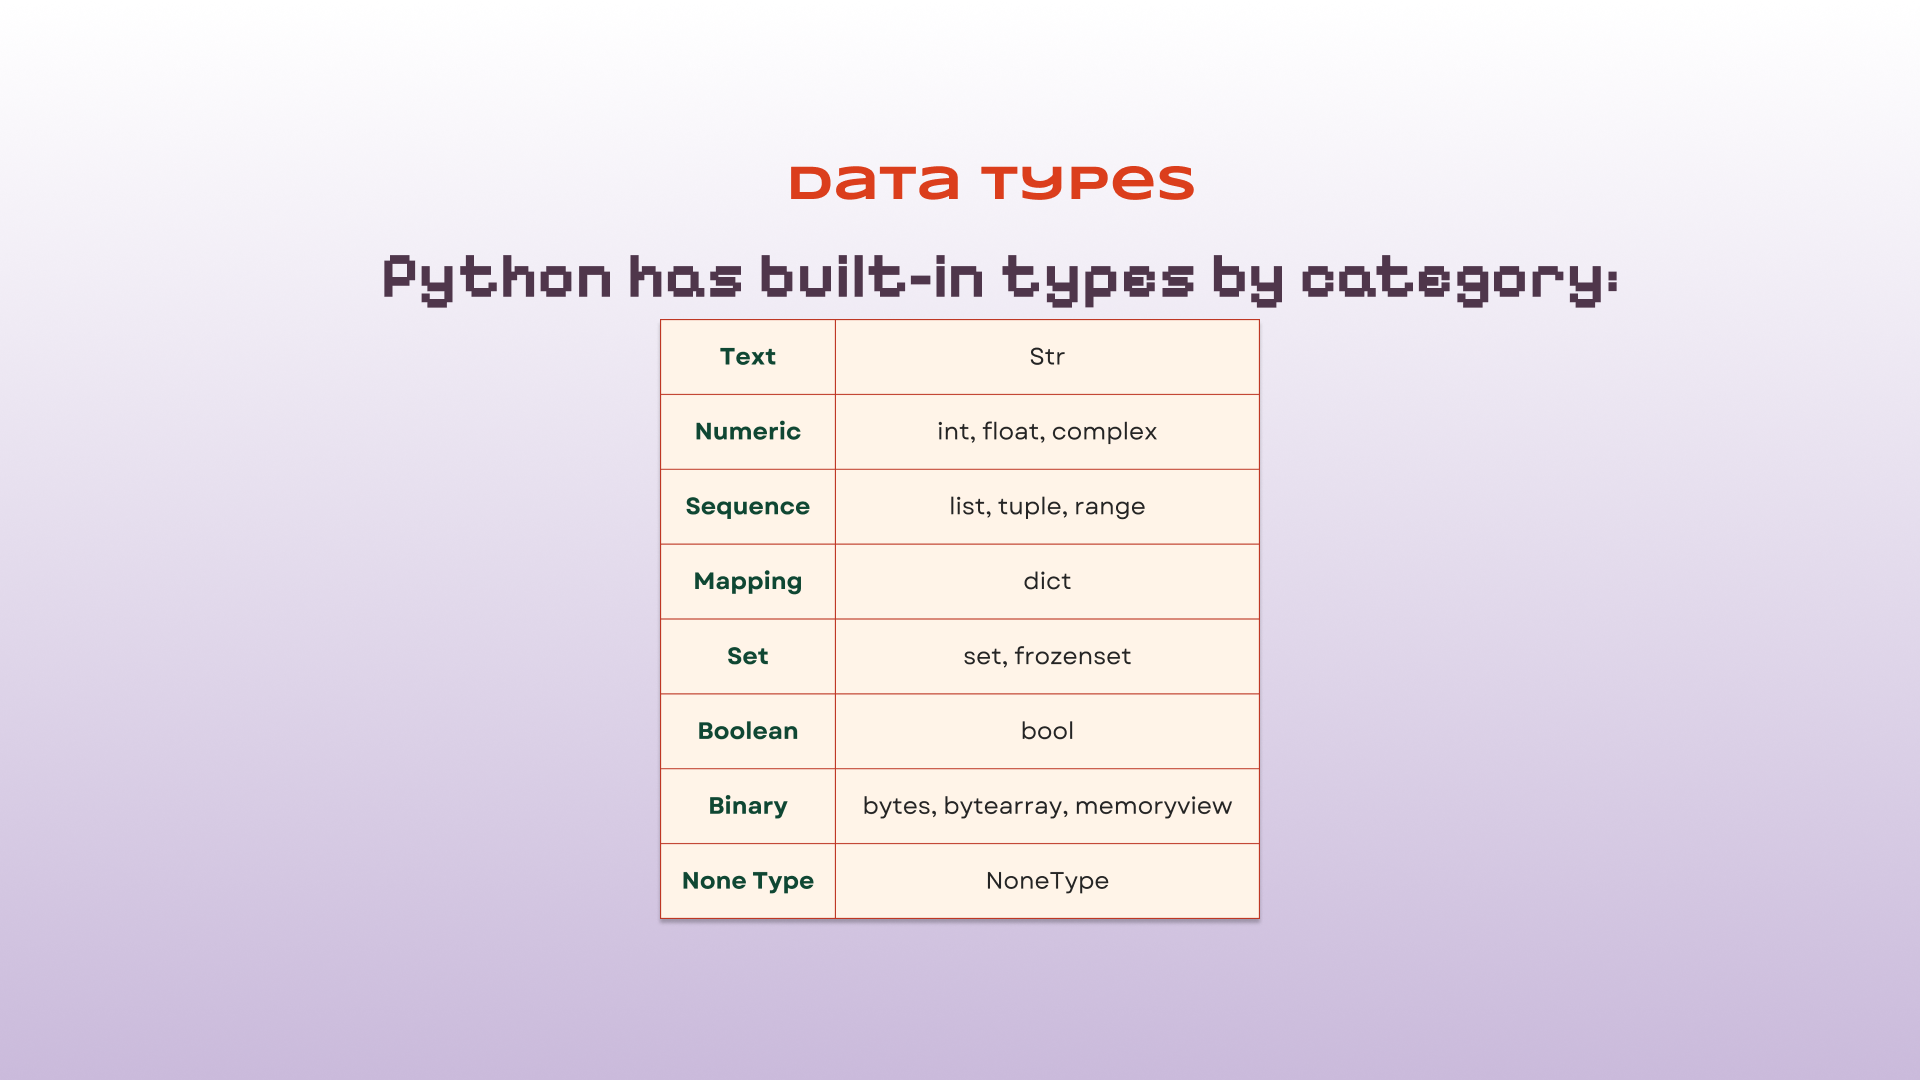 Data Types
Python has built-in types by category:
Text Str
Numeric int, float, complex
Sequence list, tuple, range
Mapping dict
Set set, frozenset
Boolean bool
Binary bytes, bytearray, memoryview
None Type NoneType